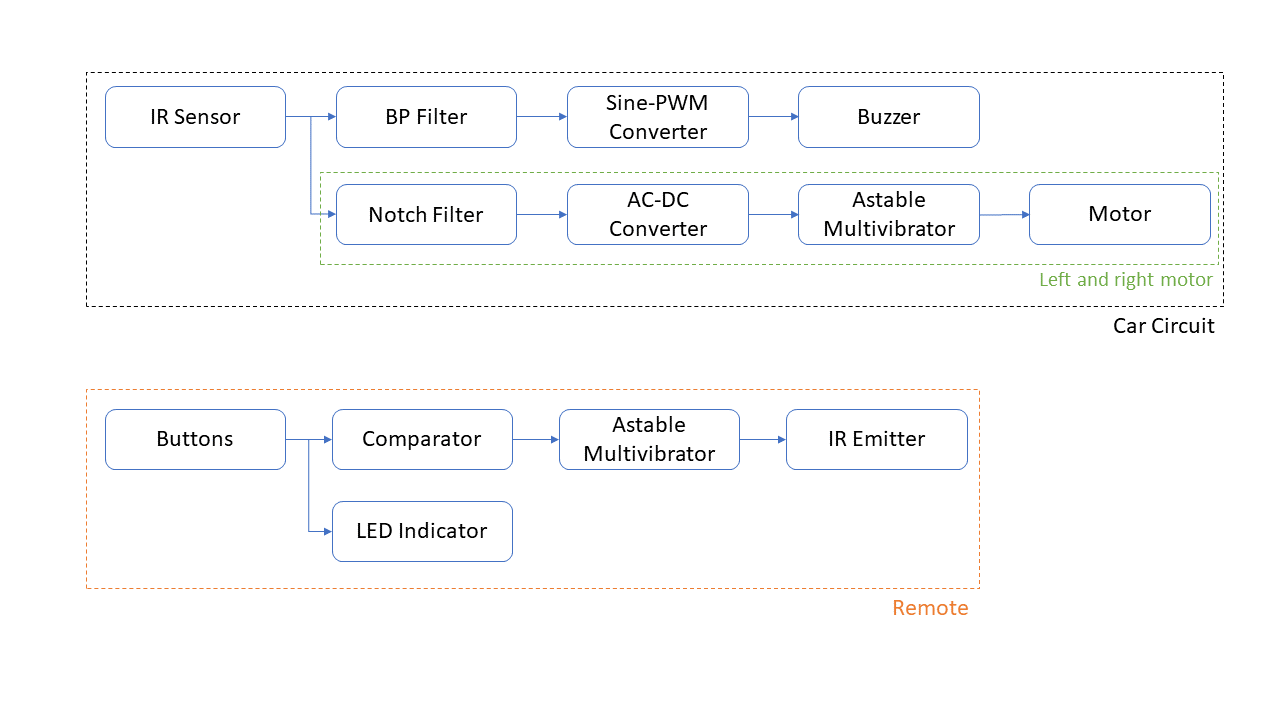 IR Sensor
BP Filter
Sine-PWM
Converter
Buzzer
Notch Filter
AC-DC
Converter
Astable
Multivibrator
Motor
Left and right motor
Car Circuit
Buttons
Comparator
Astable
Multivibrator
IR Emitter
LED Indicator
Remote